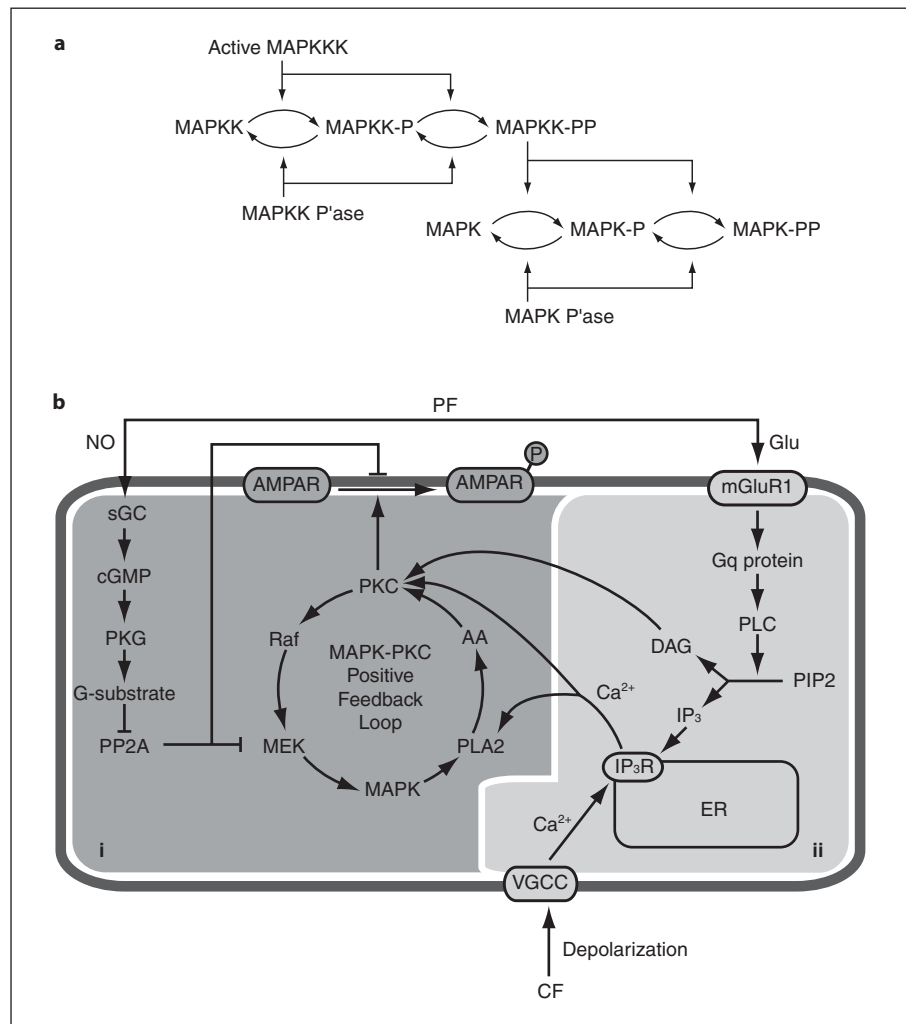 a
Active MAPKKK
MAPKK MAPKK-P MAPKK-PP
MAPKK P'ase
MAPK MAPK-P MAPK-PP
MAPK P'ase
b
PF
NO
Glu
AMPAR
AMPAR
P
mGluR1
sGC
cGMP
PKG
G-substrate
PP2A
PKC
Raf
AA
MAPK-PKC
Positive
Feedback
Loop
MEK
PLA2
MAPK
i
Gq protein
PLC
DAG
PIP2
Ca²⁺
IP₃
IP₃R
ER
Ca²⁺
ii
VGCC
Depolarization
CF